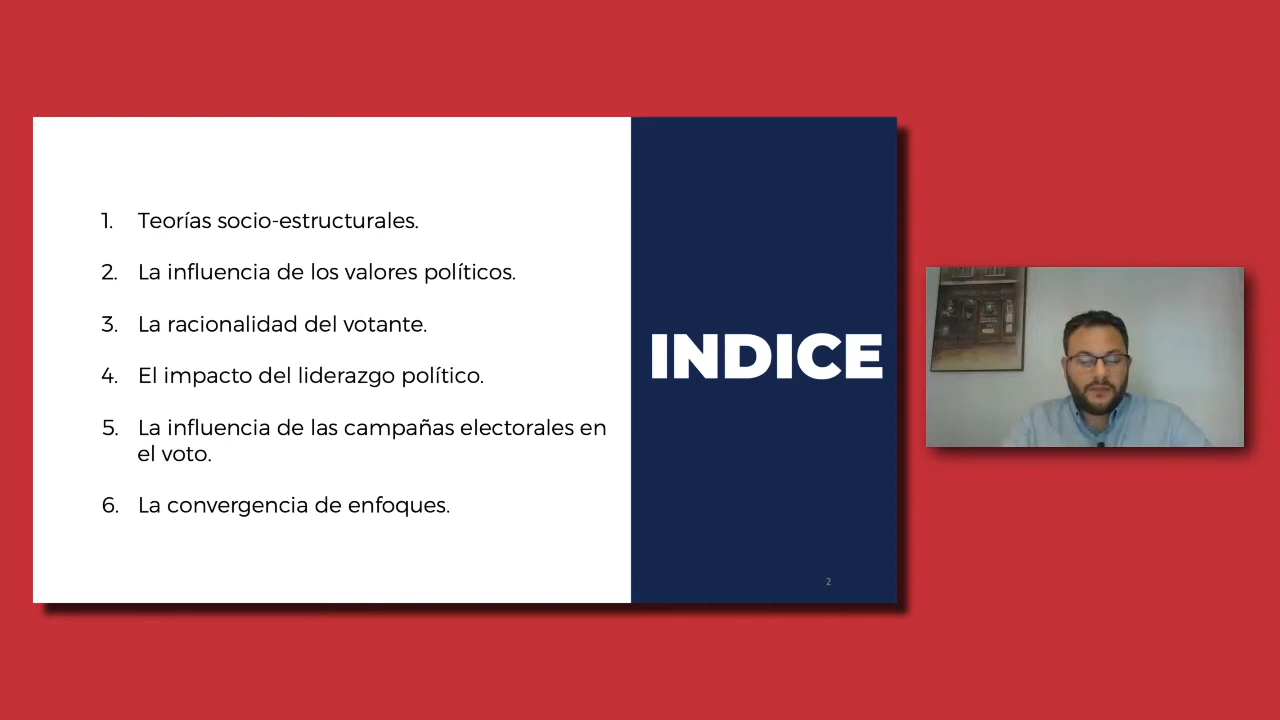 1. Teorías socio-estructurales.
2. La influencia de los valores políticos.
3. La racionalidad del votante.
4. El impacto del liderazgo político.
5. La influencia de las campañas electorales en
el voto.
6. La convergencia de enfoques.
INDICE
2